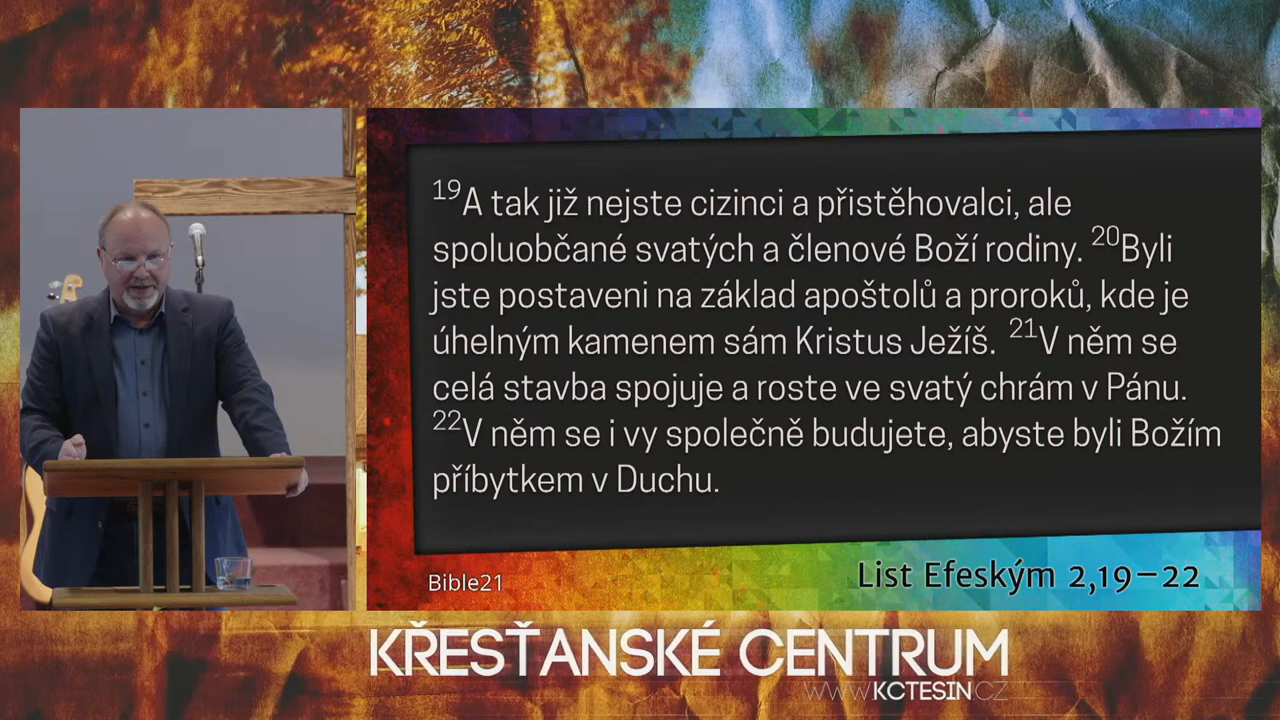 19A tak již nejste cizinci a přistěhovalci, ale
spoluobčané svatých a členové Boží rodiny. 20Byli
jste postaveni na základ apoštolů a proroků, kde je
úhelným kamenem sám Kristus Ježíš. 21V něm se
celá stavba spojuje a roste ve svatý chrám v Pánu.
22V něm se i vy společně budujete, abyste byli Božím
příbytkem v Duchu.
Bible21
List Efeským 2,19–22
KŘESŤANSKÉ CENTRUM
WWW.KCTESIN.CZ